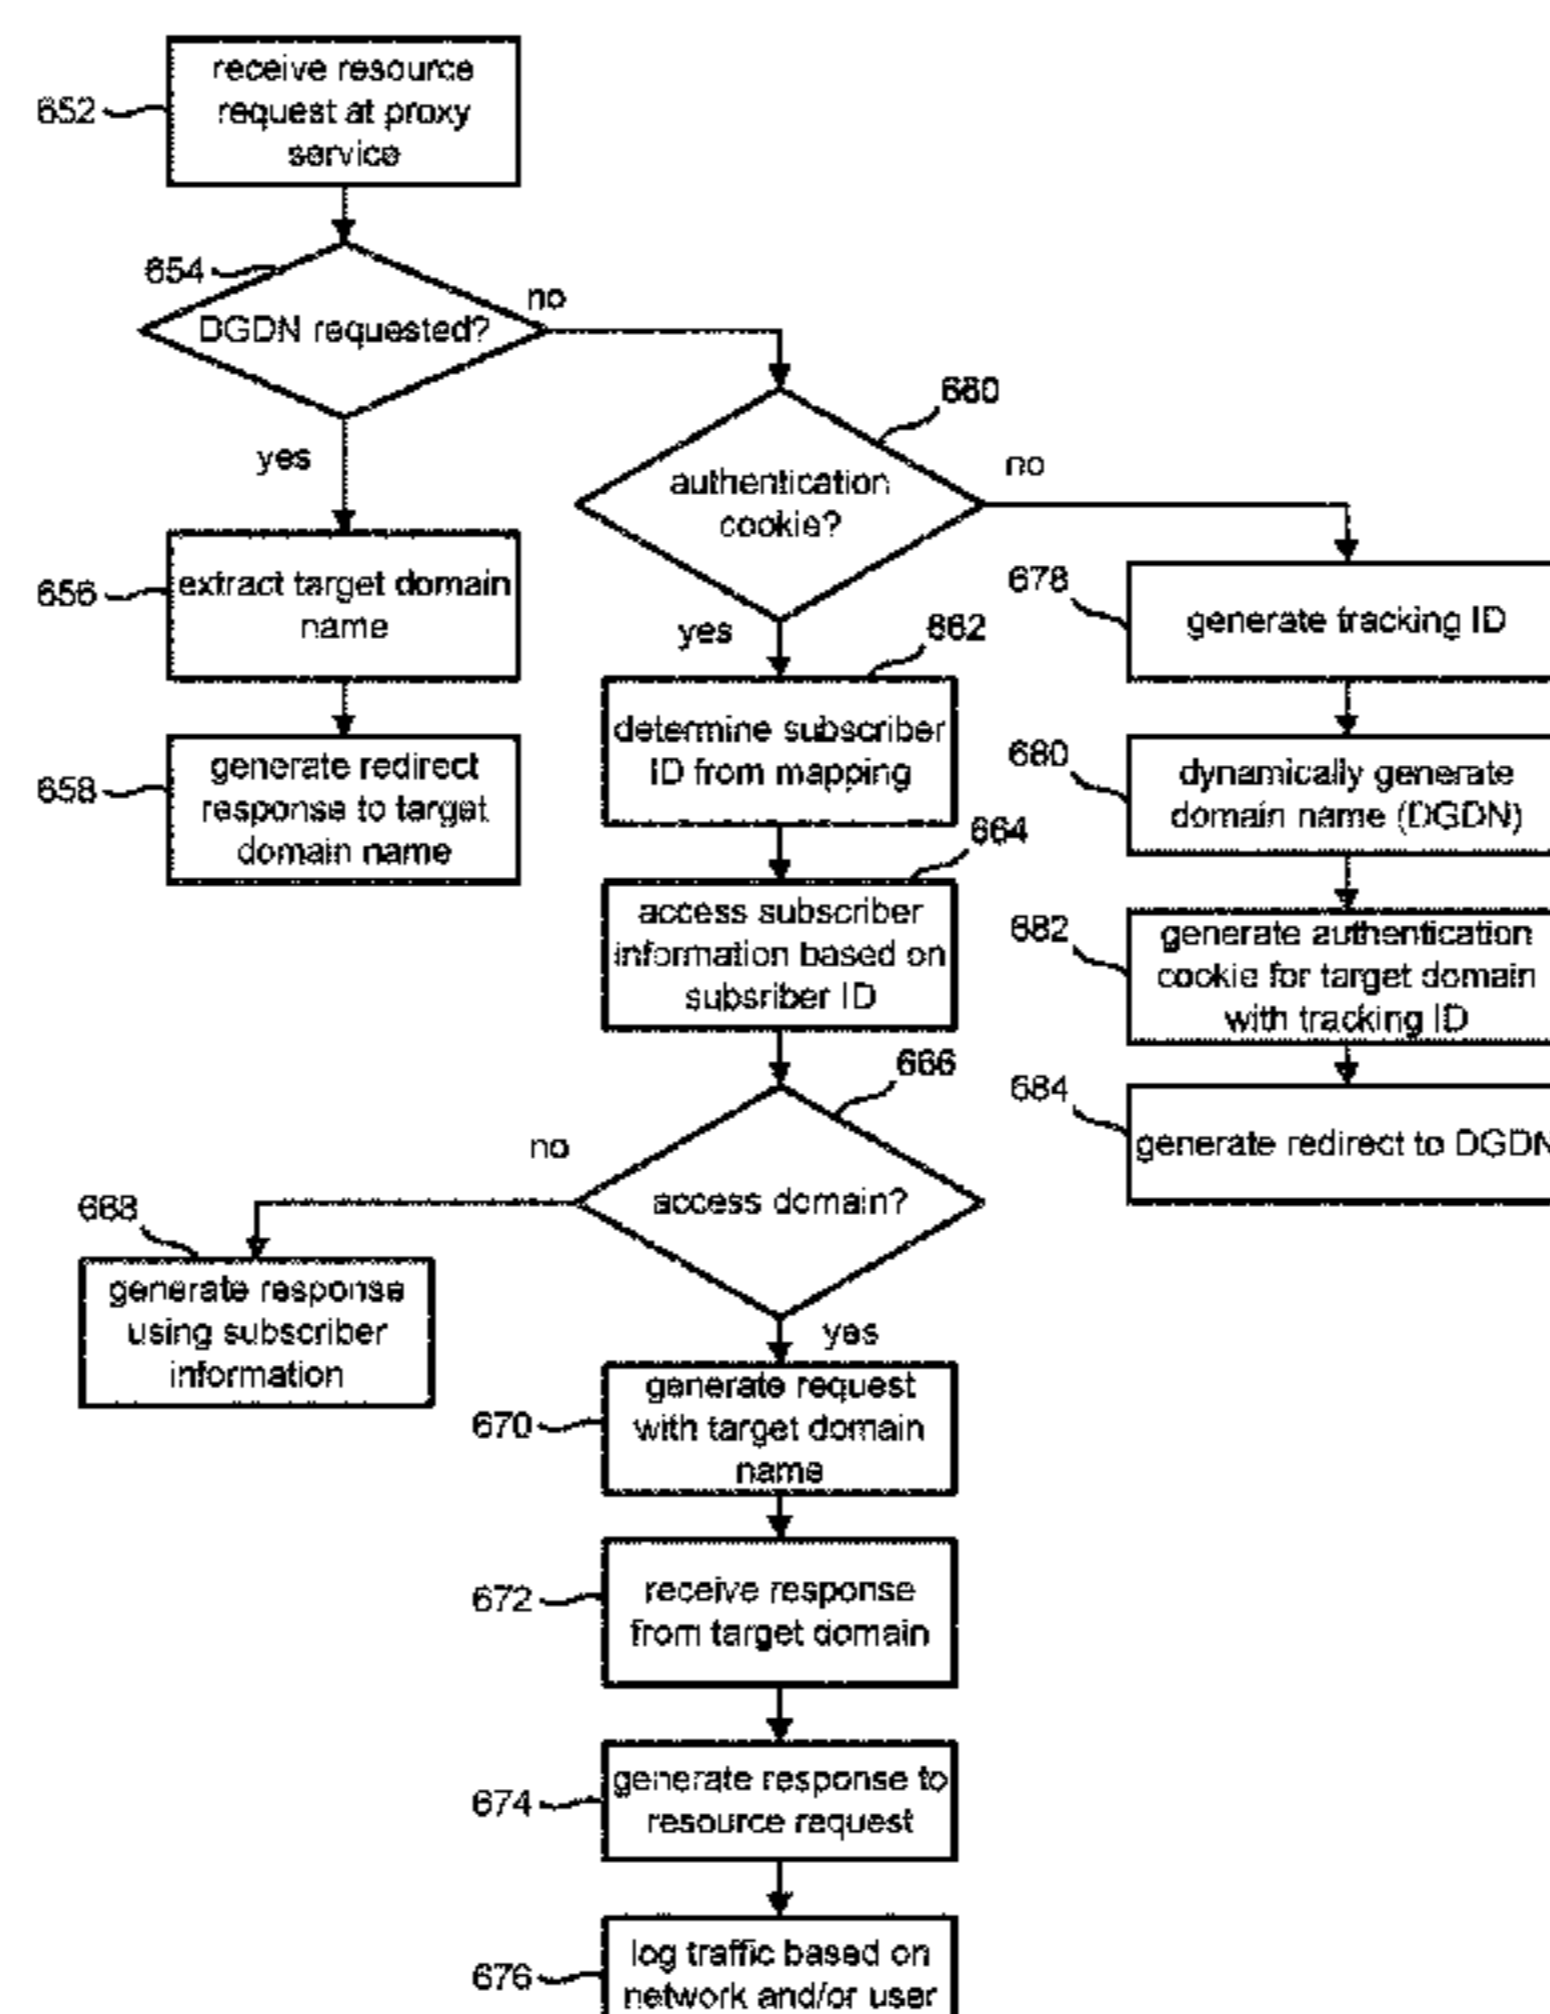 receive resource
request at proxy
service
652
654
DGDN requested?
no
yes
656
extract target domain
name
658
generate redirect
response to target
domain name
660
authentication
cookie?
no
yes
662
determine subscriber
ID from mapping
664
access subscriber
information based on
subsriber ID
666
access domain?
no
668
generate response
using subscriber
information
yes
670
generate request
with target domain
name
672
receive response
from target domain
674
generate response to
resource request
676
log traffic based on
network and/or user
678
generate tracking ID
680
dynamically generate
domain name (DGDN)
682
generate authentication
cookie for target domain
with tracking ID
684
generate redirect to DGDN